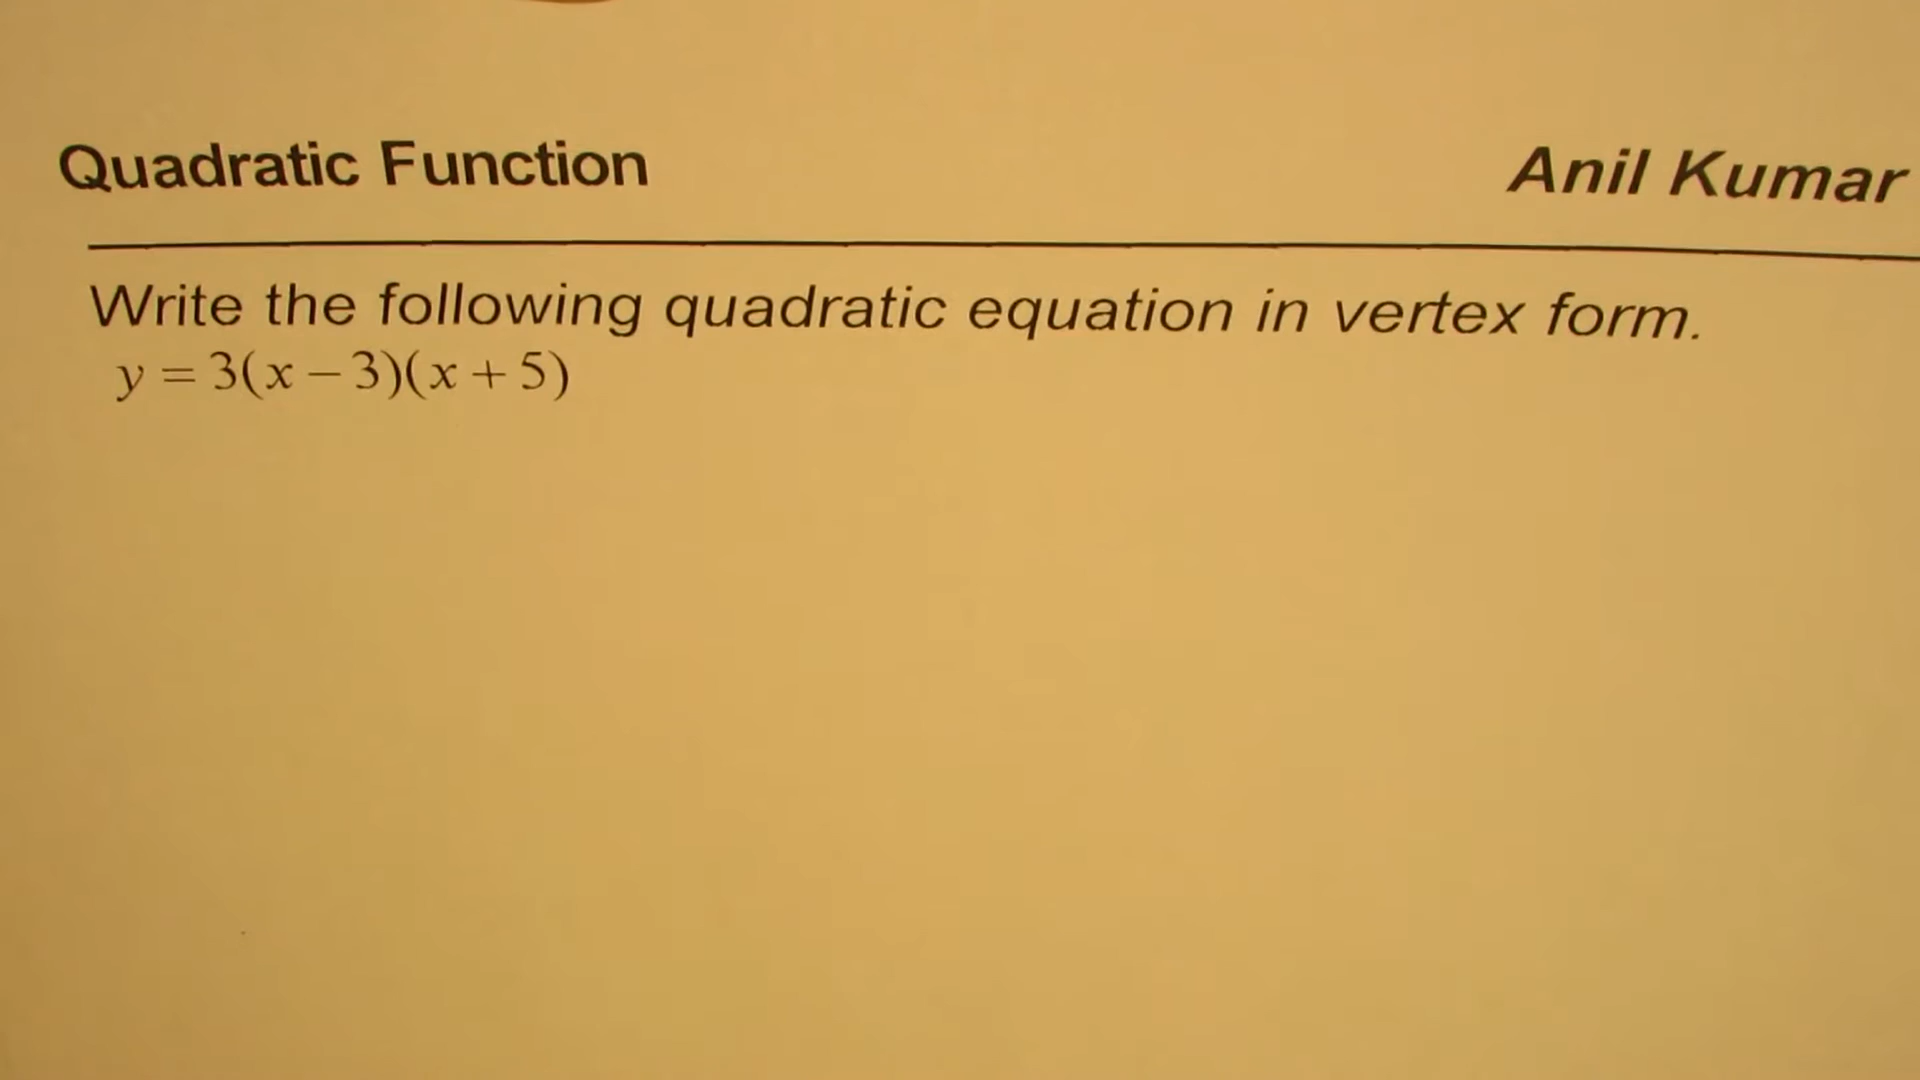 Quadratic Function
Anil Kumar
Write the following quadratic equation in vertex form.
y = 3(x – 3)(x + 5)